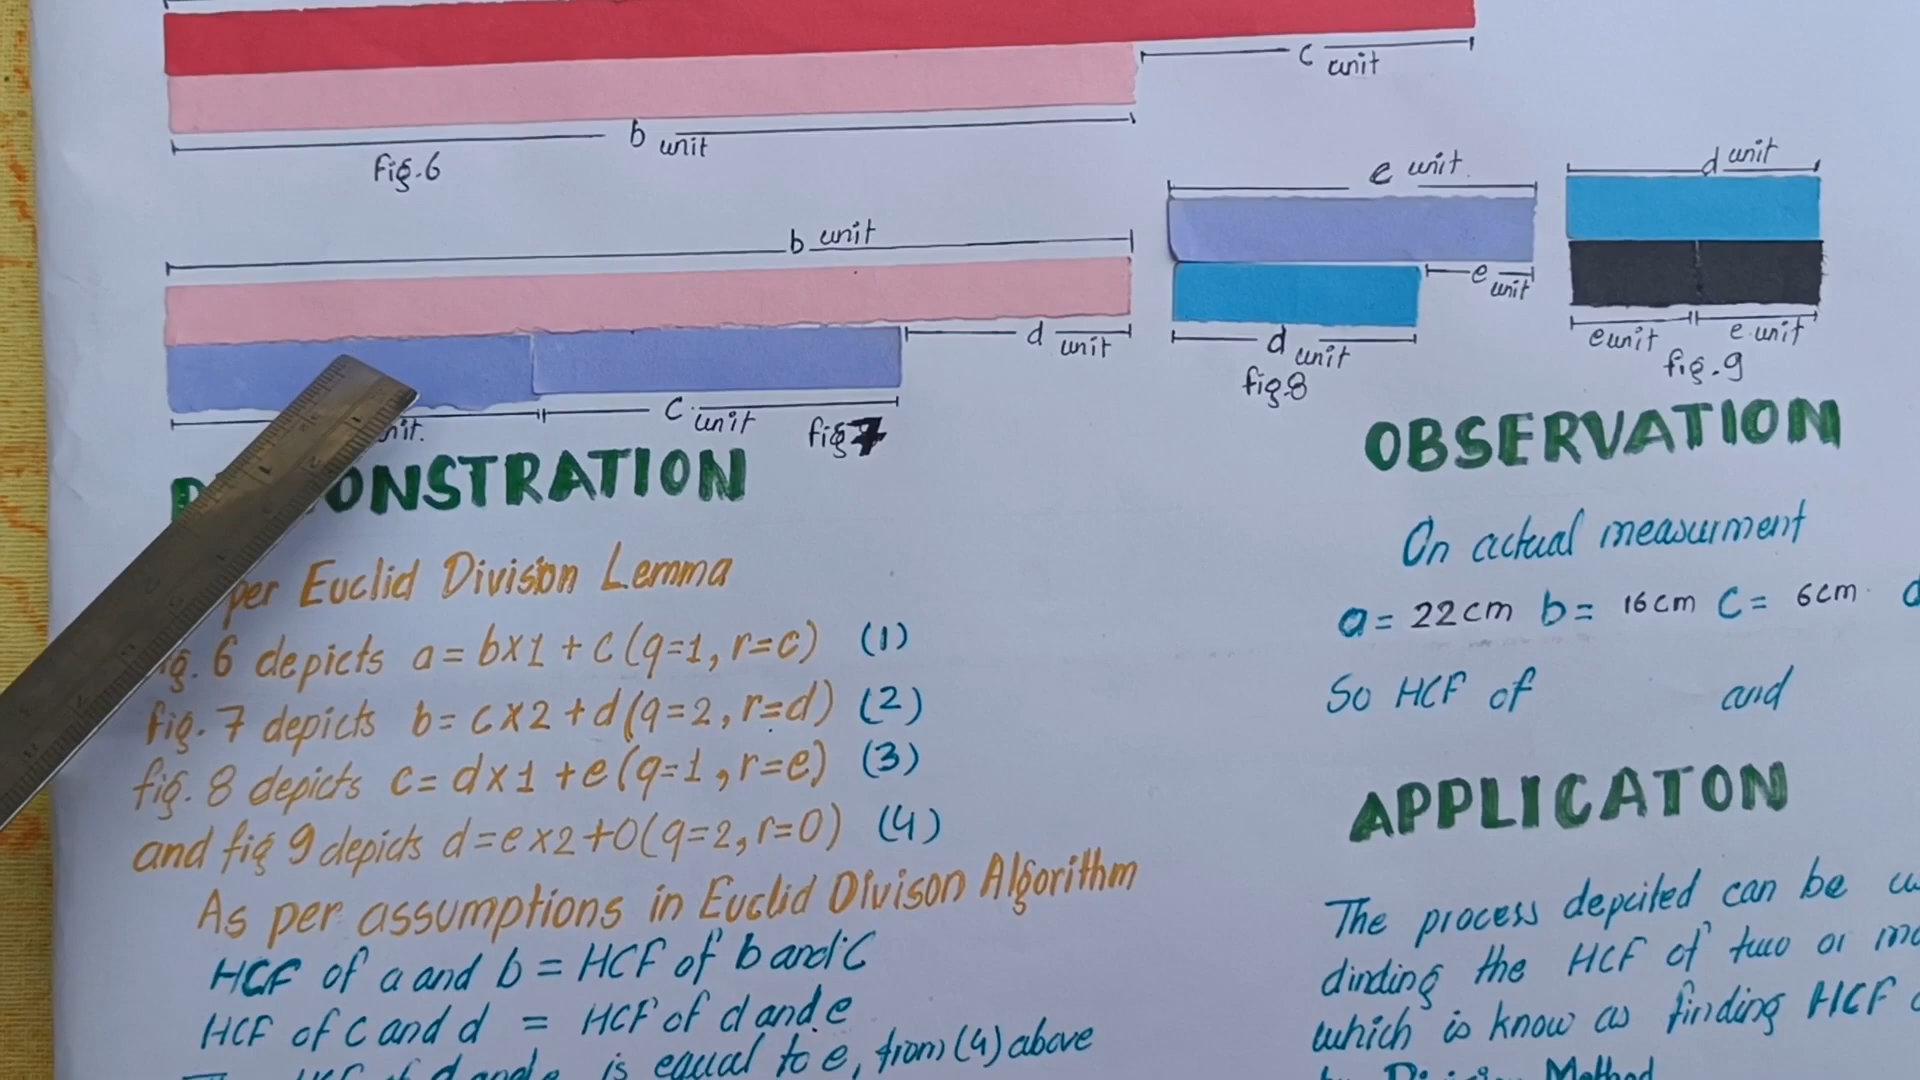 c unit
b unit
fig.6
b unit
d unit
c unit
fig 7
e unit
e unit
d unit
fig.8
d unit
e unit e unit
fig.9
ONSTRATION
per Euclid Division Lemma
fig. 6 depicts a = b×1 + c (q=1, r=c) (1)
fig. 7 depicts b = c×2 + d (q=2, r=d) (2)
fig. 8 depicts c = d×1 + e (q=1, r=e) (3)
and fig 9 depicts d = e×2+0 (q=2, r=0) (4)
As per assumptions in Euclid Divison Algorithm
HCF of a and b = HCF of b and C
HCF of c and d = HCF of d and e
is equal to e, from (4) above
OBSERVATION
On actual measurment
a = 22cm b = 16cm C = 6cm
So HCF of and
APPLICATON
The process depcited can be
dinding the HCF of two or
which is know as finding HCF